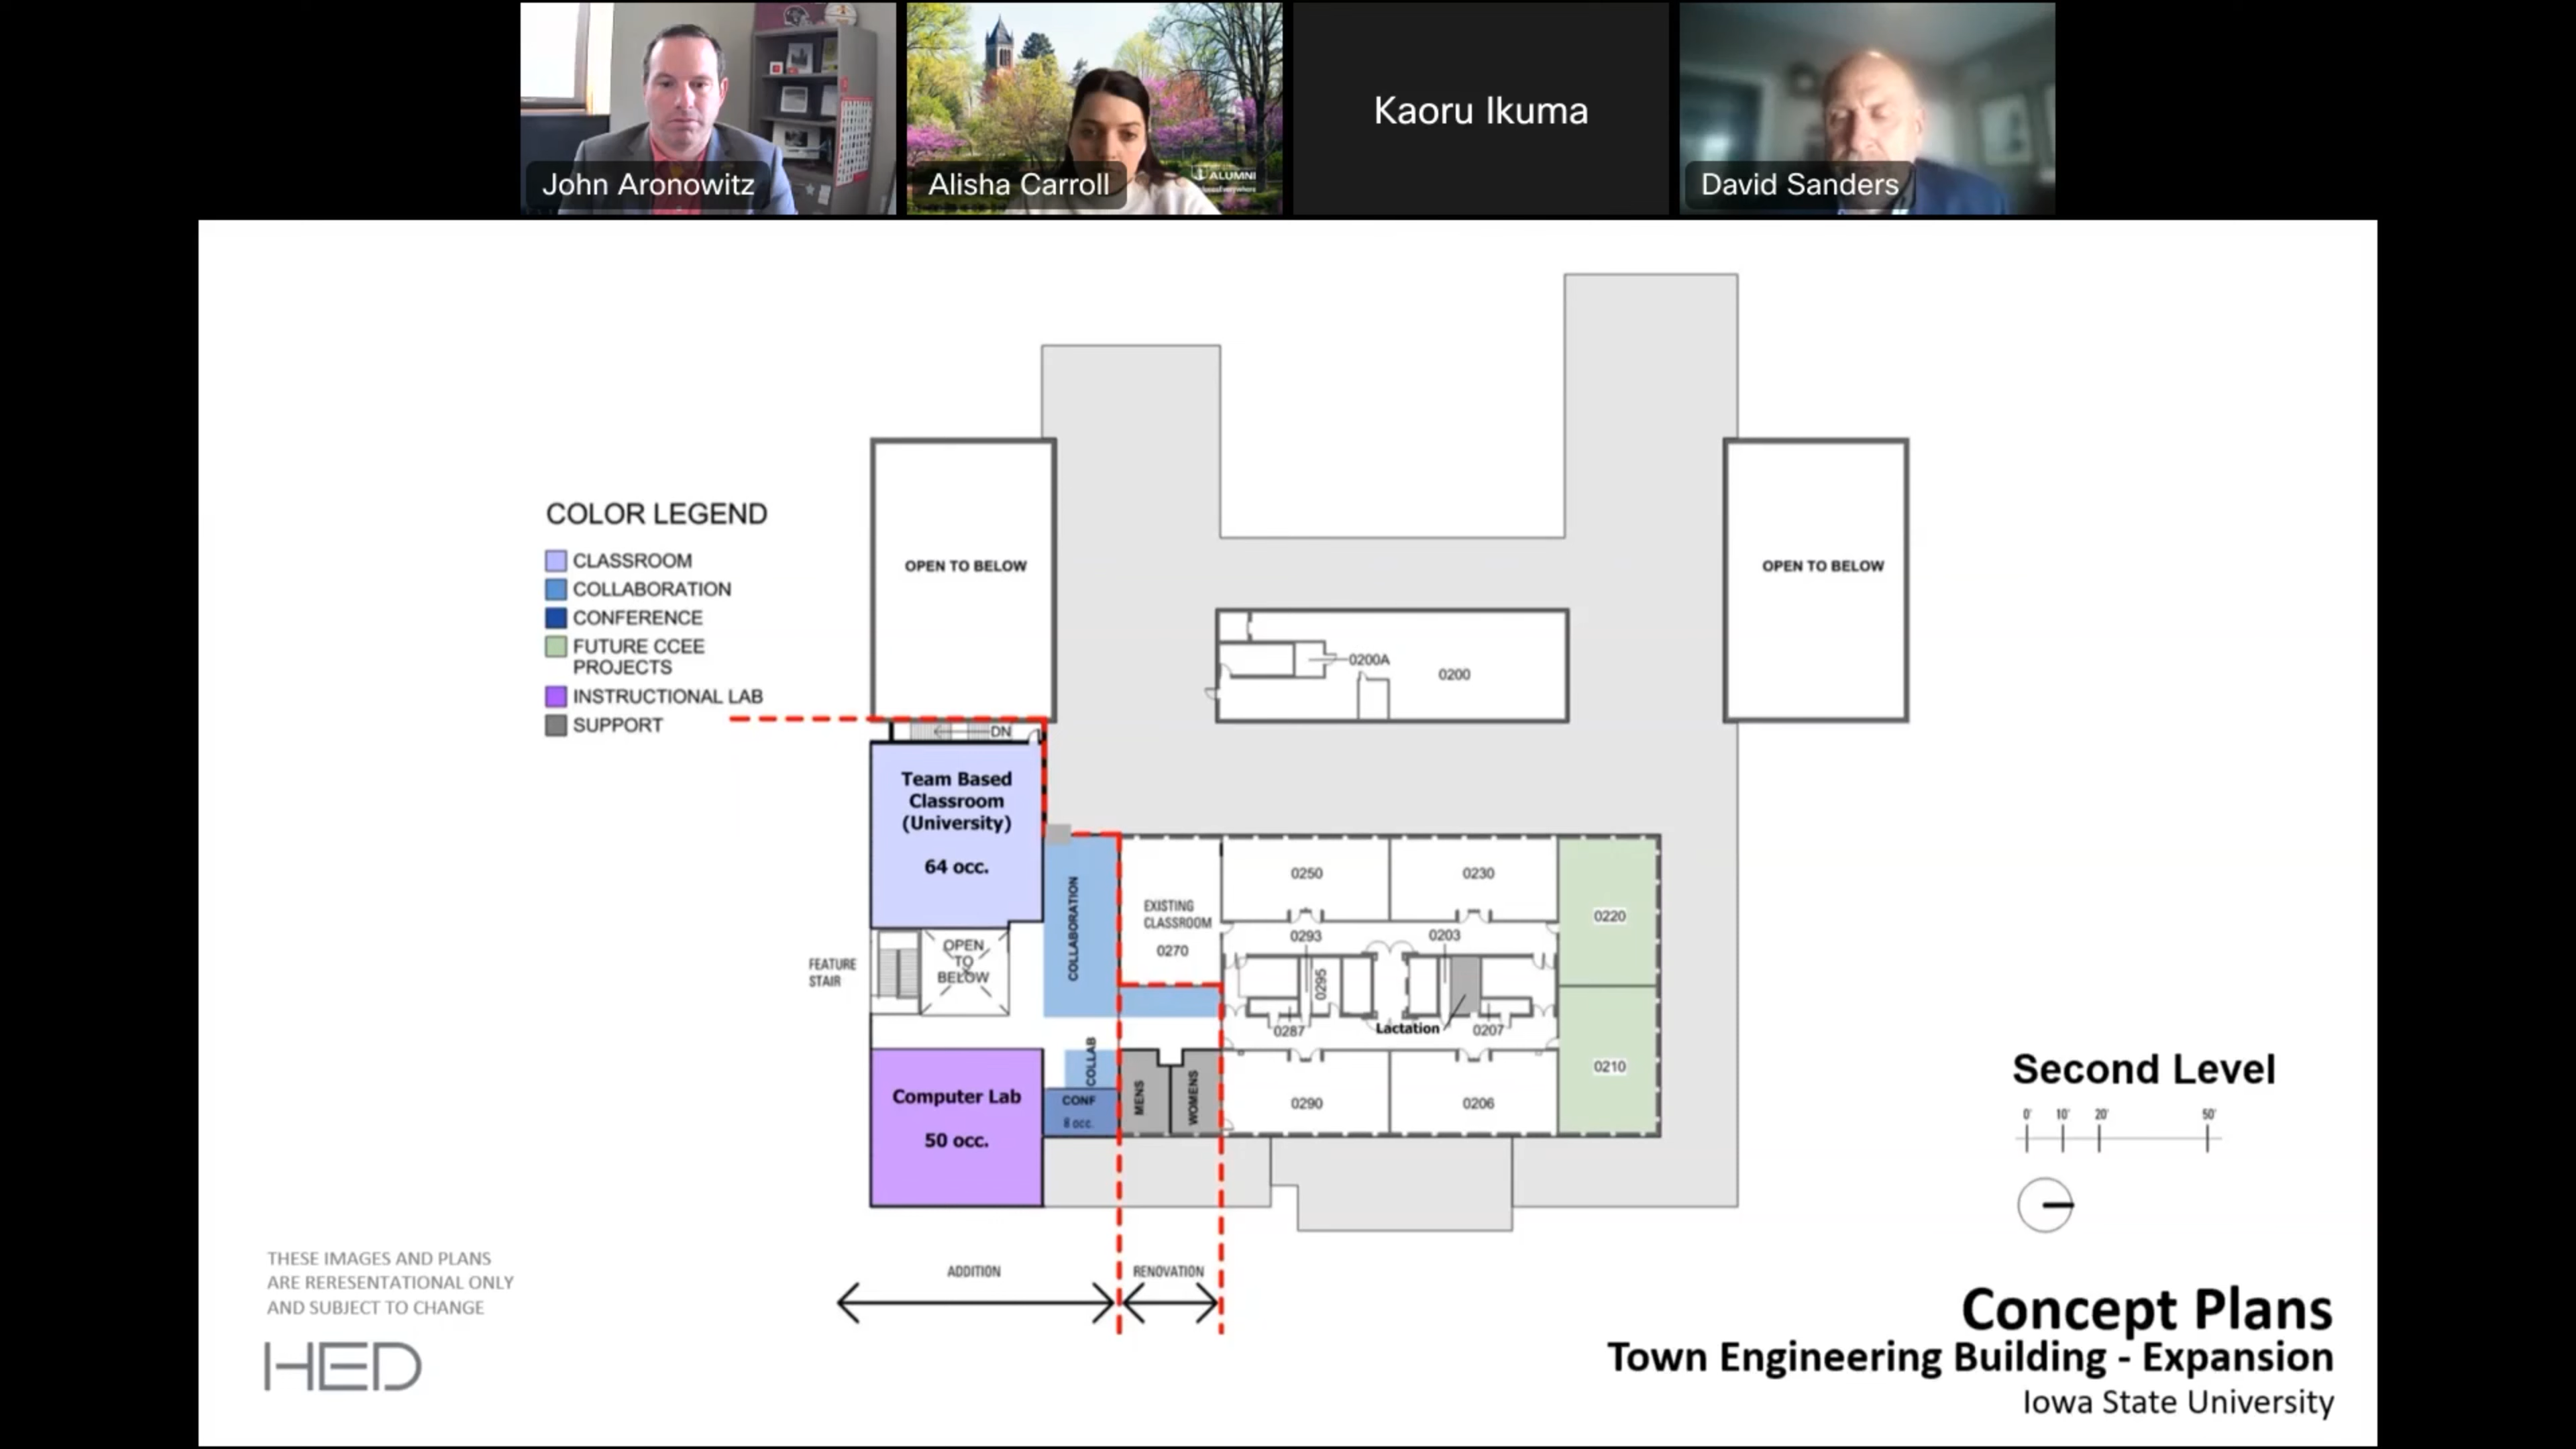 John Aronowitz
Alisha Carroll
ALUMNI
Kaoru Ikuma
David Sanders
COLOR LEGEND
CLASSROOM
COLLABORATION
CONFERENCE
FUTURE CCEE
PROJECTS
INSTRUCTIONAL LAB
SUPPORT
OPEN TO BELOW
OPEN TO BELOW
0200A
0200
DN
Team Based
Classroom
(University)
64 occ.
COLLABORATION
EXISTING
CLASSROOM
0270
0250
0230
0220
0293
0203
0295
FEATURE
STAIR
OPEN
TO
BELOW
0287
Lactation
0207
COLLAB
CONF
8 occ.
MENS
WOMENS
0290
0206
0210
Computer Lab
50 occ.
Second Level
0' 10' 20' 50'
ADDITION
RENOVATION
THESE IMAGES AND PLANS
ARE RERESENTATIONAL ONLY
AND SUBJECT TO CHANGE
HED
Concept Plans
Town Engineering Building - Expansion
Iowa State University